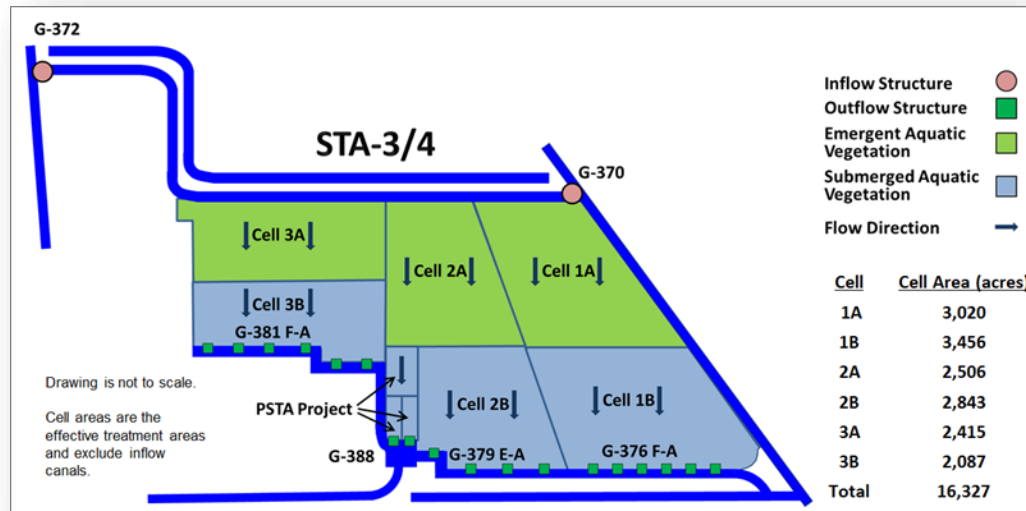 G-372
STA-3/4
G-370
Inflow Structure
Outflow Structure
Emergent Aquatic
Vegetation
Submerged Aquatic
Vegetation
Flow Direction
Cell 3A
Cell 2A
Cell 1A
Cell 3B
G-381 F-A
PSTA Project
Cell 2B
Cell 1B
G-388
G-379 E-A
G-376 F-A
Drawing is not to scale.
Cell areas are the
effective treatment areas
and exclude inflow
canals.
Cell Cell Area (acres)
1A 3,020
1B 3,456
2A 2,506
2B 2,843
3A 2,415
3B 2,087
Total 16,327